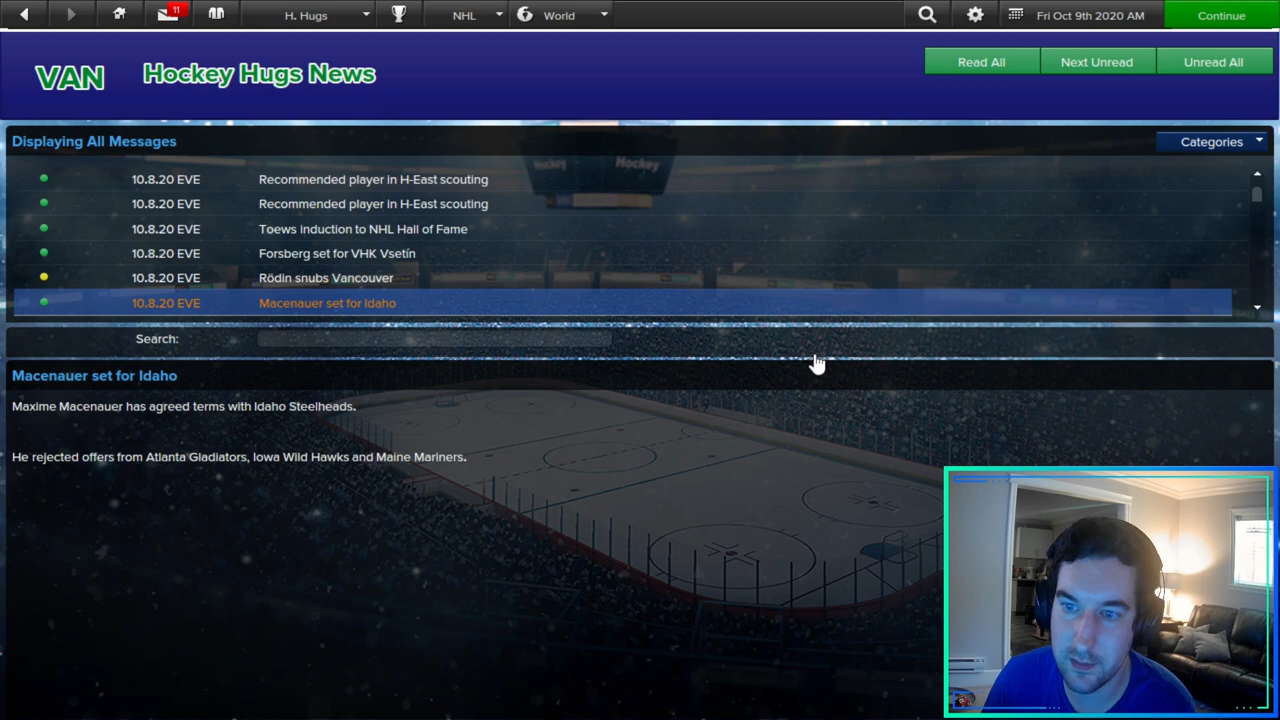 11
H. Hugs
NHL
World
Fri Oct 9th 2020 AM
Continue
VAN
Hockey Hugs News
Read All
Next Unread
Unread All
Displaying All Messages
Categories
10.8.20 EVE Recommended player in H-East scouting
10.8.20 EVE Recommended player in H-East scouting
10.8.20 EVE Toews induction to NHL Hall of Fame
10.8.20 EVE Forsberg set for VHK Vsetín
10.8.20 EVE Rödin snubs Vancouver
10.8.20 EVE Macenauer set for Idaho
Search:
Macenauer set for Idaho
Maxime Macenauer has agreed terms with Idaho Steelheads.
He rejected offers from Atlanta Gladiators, Iowa Wild Hawks and Maine Mariners.
Hockey
Hockey